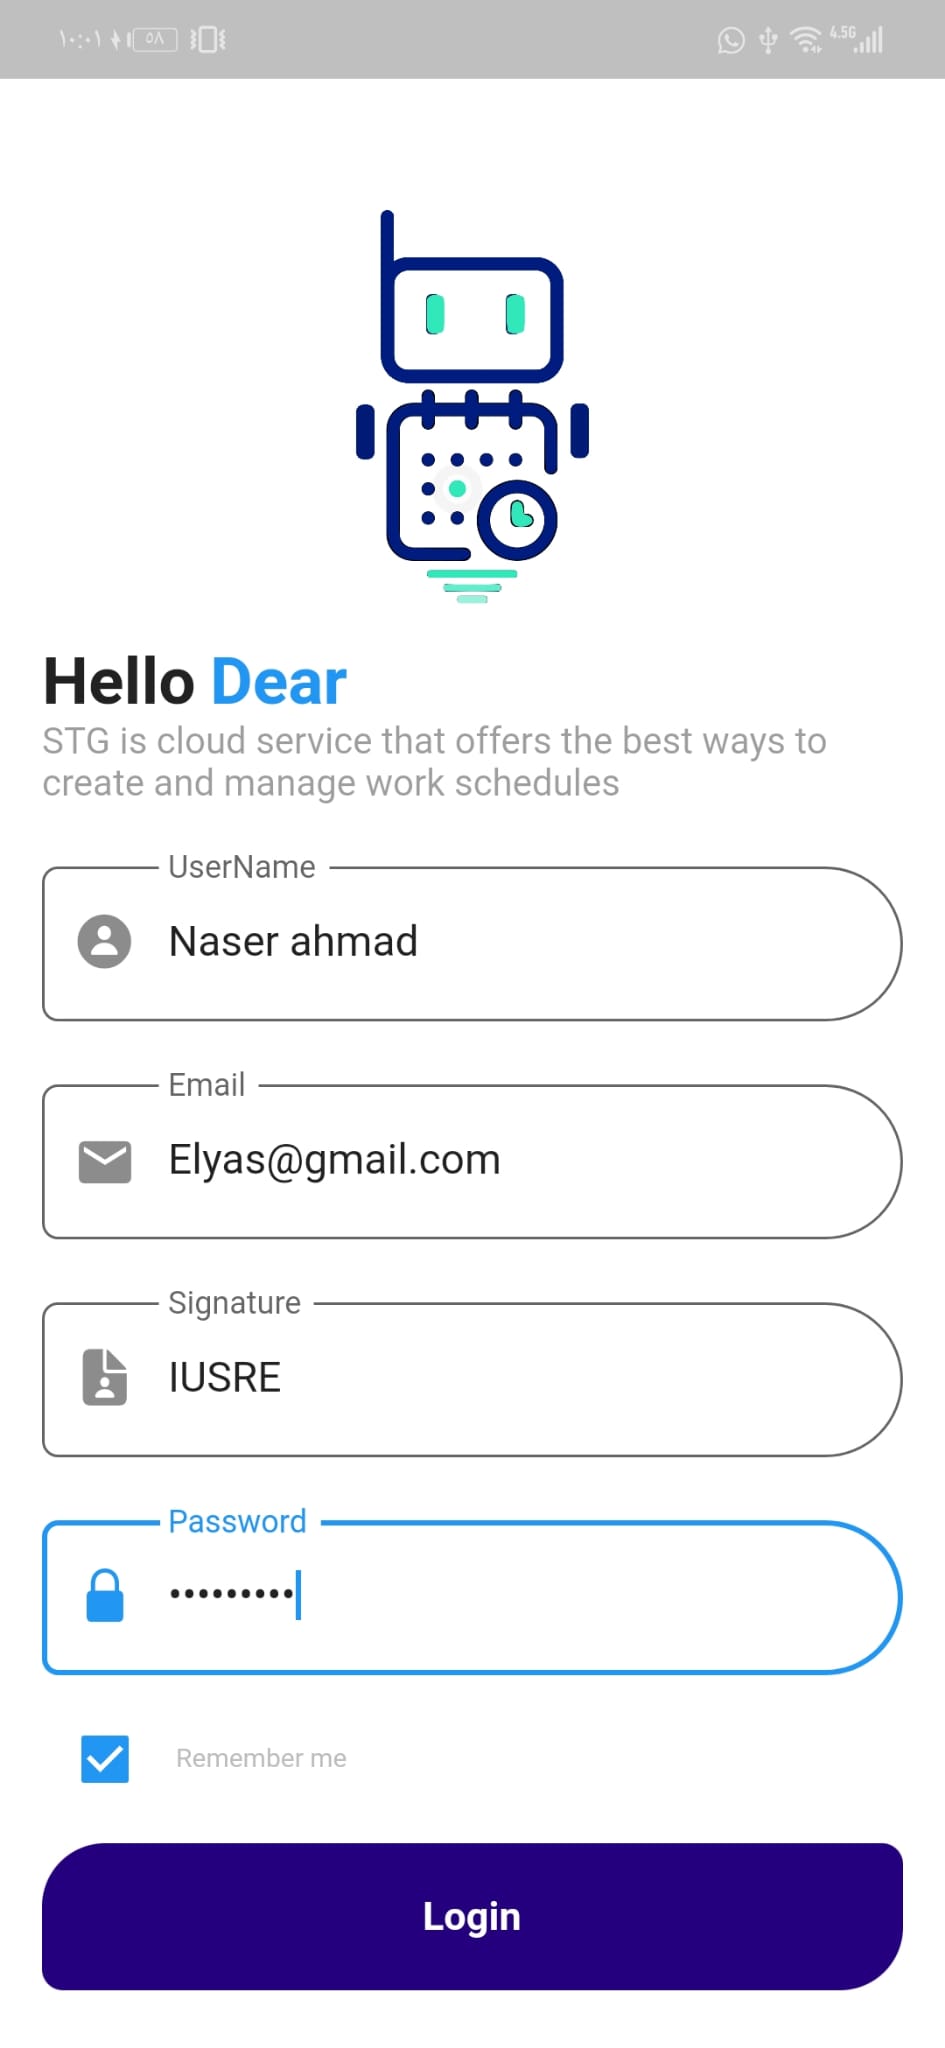 ١٠:٠١ ٥٨ 4.5G
Hello Dear
STG is cloud service that offers the best ways to
create and manage work schedules
UserName
Naser ahmad
Email
Elyas@gmail.com
Signature
IUSRE
Password
•••••••••
Remember me
Login